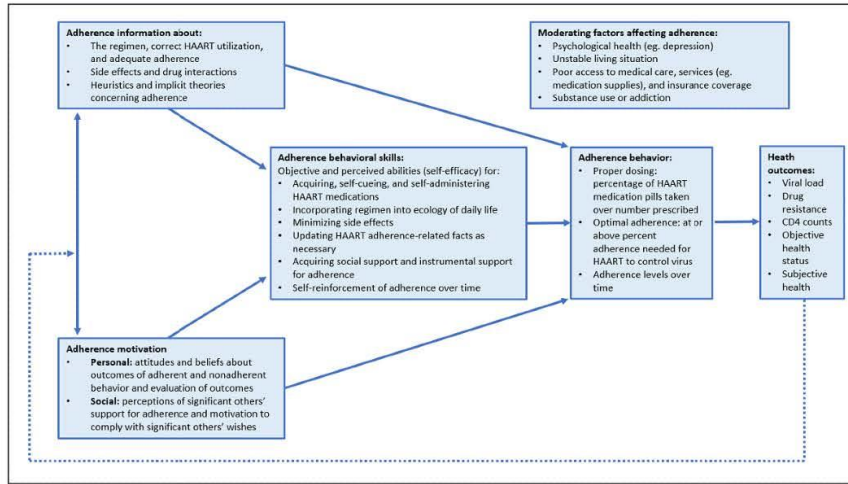 Adherence information about:
• The regimen, correct HAART utilization,
and adequate adherence
• Side effects and drug interactions
• Heuristics and implicit theories
concerning adherence
Moderating factors affecting adherence:
• Psychological health (eg. depression)
• Unstable living situation
• Poor access to medical care, services (eg.
medication supplies), and insurance coverage
• Substance use or addiction
Adherence behavioral skills:
Objective and perceived abilities (self-efficacy) for:
• Acquiring, self-cueing, and self-administering
HAART medications
• Incorporating regimen into ecology of daily life
• Minimizing side effects
• Updating HAART adherence-related facts as
necessary
• Acquiring social support and instrumental support
for adherence
• Self-reinforcement of adherence over time
Adherence behavior:
• Proper dosing:
percentage of HAART
medication pills taken
over number prescribed
• Optimal adherence: at or
above percent
adherence needed for
HAART to control virus
• Adherence levels over
time
Heath
outcomes:
• Viral load
• Drug
resistance
• CD4 counts
• Objective
health
status
• Subjective
health
Adherence motivation
• Personal: attitudes and beliefs about
outcomes of adherent and nonadherent
behavior and evaluation of outcomes
• Social: perceptions of significant others'
support for adherence and motivation to
comply with significant others' wishes